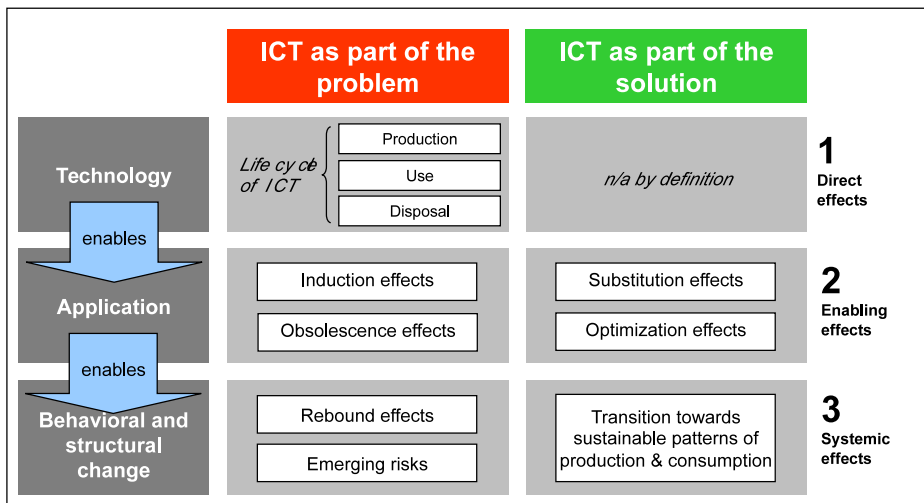 ICT as part of the
problem
ICT as part of the
solution
Technology
Life cycle
of ICT
Production
Use
Disposal
n/a by definition
1
Direct
effects
enables
Application
Induction effects
Obsolescence effects
Substitution effects
Optimization effects
2
Enabling
effects
enables
Behavioral and
structural
change
Rebound effects
Emerging risks
Transition towards
sustainable patterns of
production & consumption
3
Systemic
effects